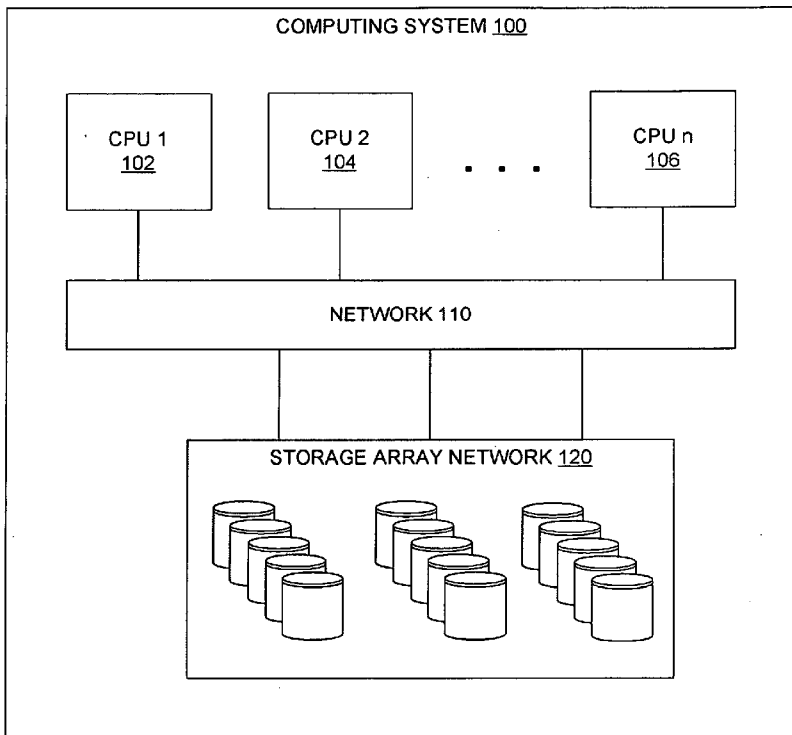 COMPUTING SYSTEM 100
CPU 1
102
CPU 2
104
. . .
CPU n
106
NETWORK 110
STORAGE ARRAY NETWORK 120